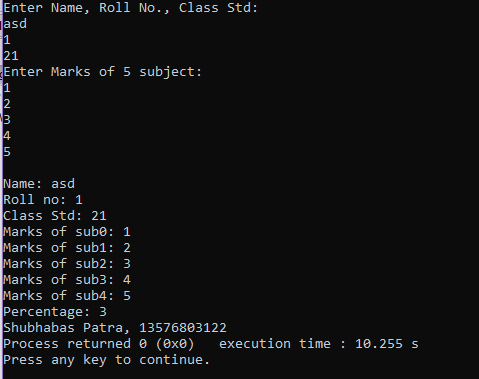 Enter Name, Roll No., Class Std:
asd
1
21
Enter Marks of 5 subject:
1
2
3
4
5
Name: asd
Roll no: 1
Class Std: 21
Marks of sub0: 1
Marks of sub1: 2
Marks of sub2: 3
Marks of sub3: 4
Marks of sub4: 5
Percentage: 3
Shubhabas Patra, 13576803122
Process returned 0 (0x0)   execution time : 10.255 s
Press any key to continue.